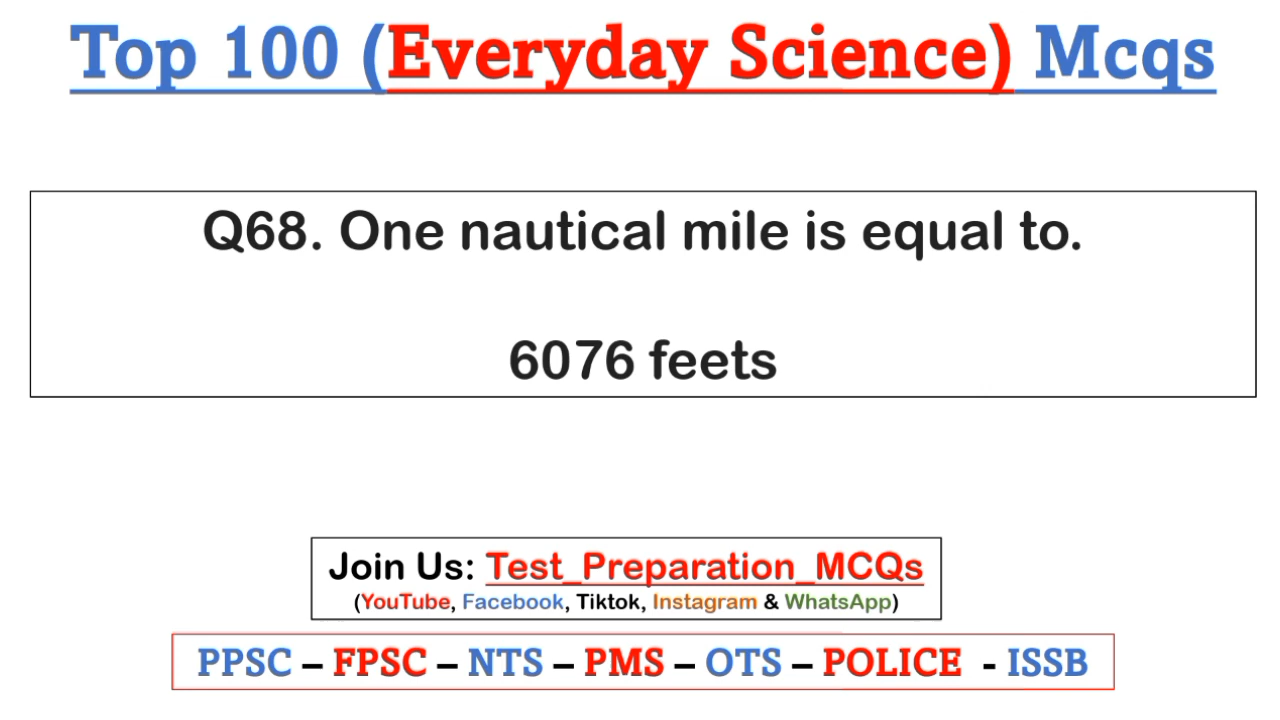 Top 100 (Everyday Science) Mcqs
Q68. One nautical mile is equal to.
6076 feets
Join Us: Test_Preparation_MCQs
(YouTube, Facebook, Tiktok, Instagram & WhatsApp)
PPSC – FPSC – NTS – PMS – OTS – POLICE - ISSB